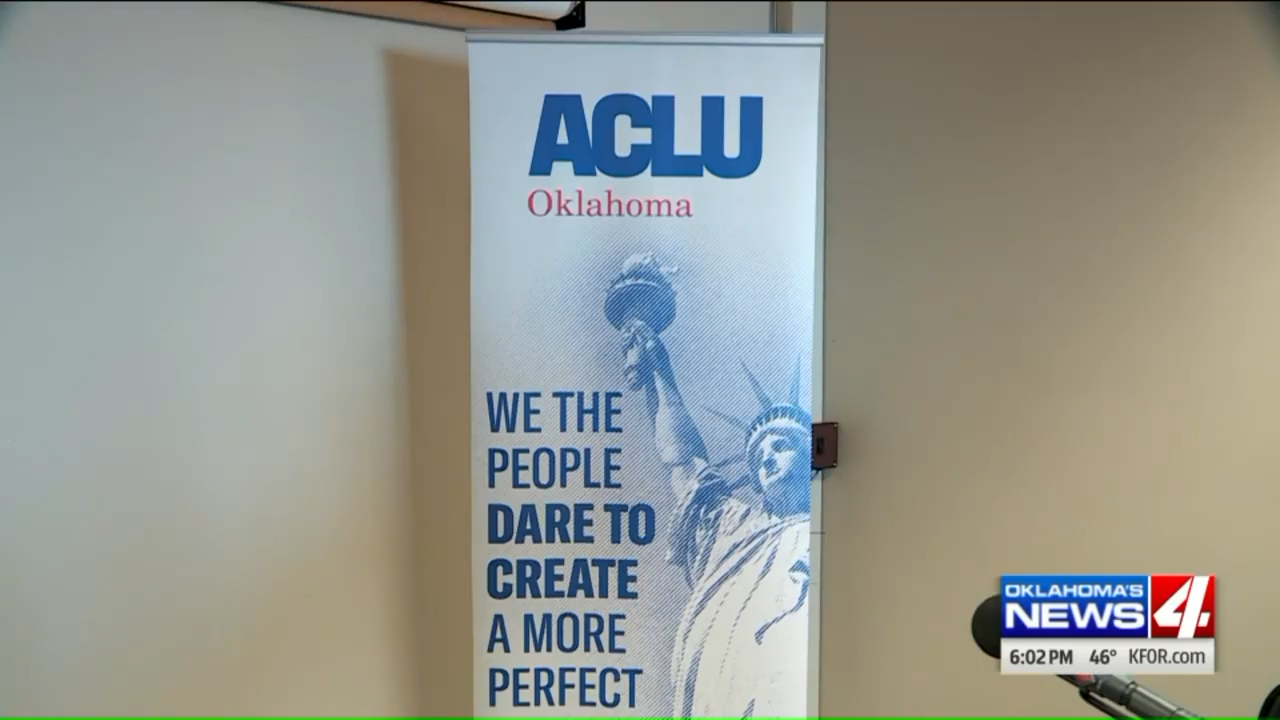 ACLU
Oklahoma
WE THE
PEOPLE
DARE TO
CREATE
A MORE
PERFECT
OKLAHOMA'S
NEWS 4
6:02 PM 46° KFOR.com